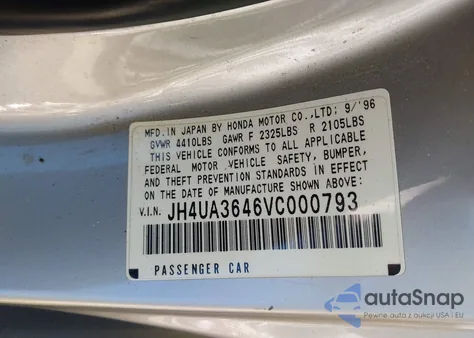 MFD.IN JAPAN BY HONDA MOTOR CO.,LTD; 9/'96
GVWR 4410LBS GAWR F 2325LBS R 2105LBS
THIS VEHICLE CONFORMS TO ALL APPLICABLE
FEDERAL MOTOR VEHICLE SAFETY, BUMPER,
AND THEFT PREVENTION STANDARDS IN EFFECT
ON THE DATE OF MANUFACTURE SHOWN ABOVE:
V.I.N. JH4UA3646VC000793
PASSENGER CAR
autoSnap
Pewne auta z aukcji USA i EU